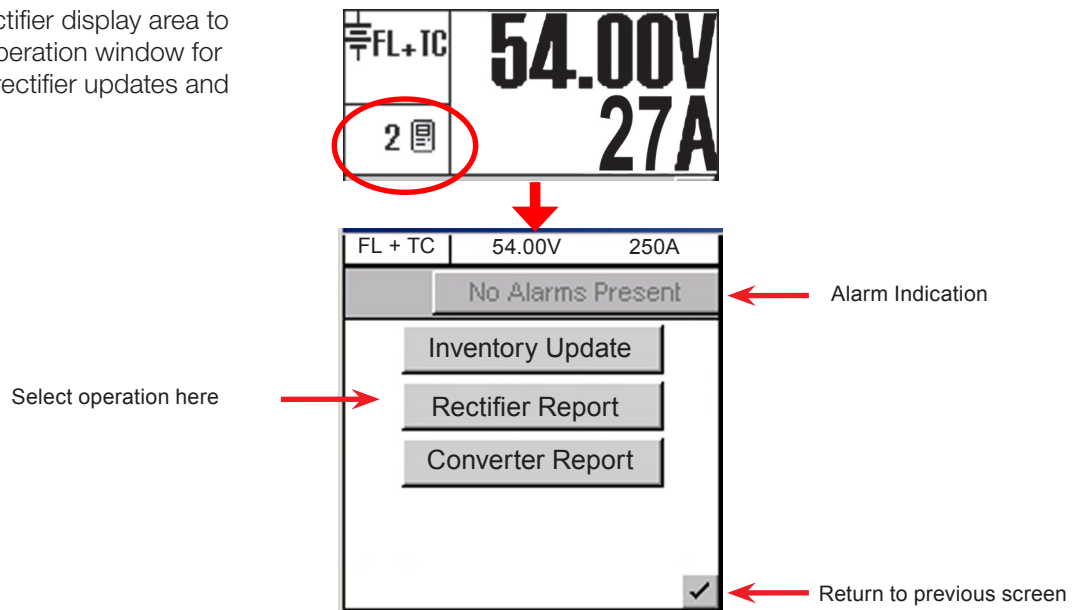 ctifier display area to
peration window for
rectifier updates and
FL+TC
54.00V
27A
2
FL + TC 54.00V 250A
No Alarms Present
Alarm Indication
Inventory Update
Select operation here
Rectifier Report
Converter Report
Return to previous screen